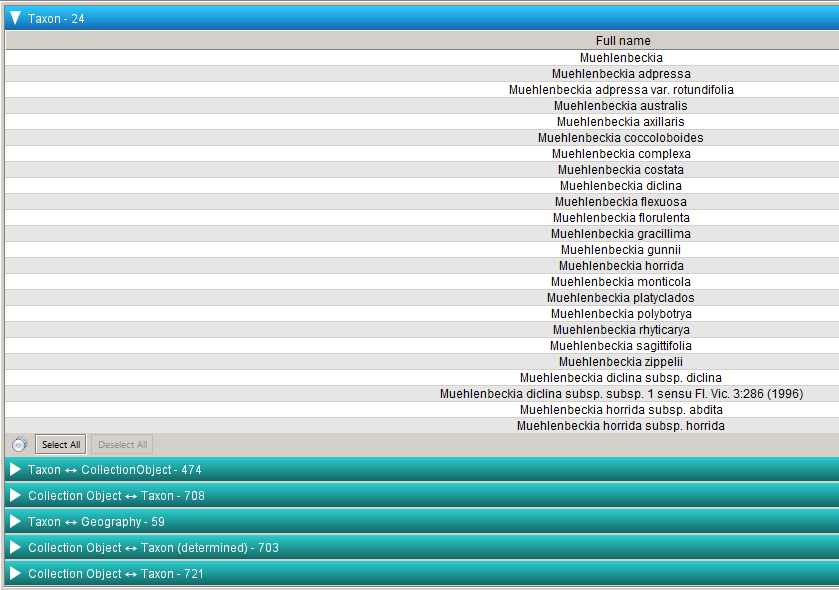 Taxon - 24
Full name
Muehlenbeckia
Muehlenbeckia adpressa
Muehlenbeckia adpressa var. rotundifolia
Muehlenbeckia australis
Muehlenbeckia axillaris
Muehlenbeckia coccoloboides
Muehlenbeckia complexa
Muehlenbeckia costata
Muehlenbeckia diclina
Muehlenbeckia flexuosa
Muehlenbeckia florulenta
Muehlenbeckia gracillima
Muehlenbeckia gunnii
Muehlenbeckia horrida
Muehlenbeckia monticola
Muehlenbeckia platyclados
Muehlenbeckia polybotrya
Muehlenbeckia rhyticarya
Muehlenbeckia sagittifolia
Muehlenbeckia zippelii
Muehlenbeckia diclina subsp. diclina
Muehlenbeckia diclina subsp. subsp. 1 sensu Fl. Vic. 3:286 (1996)
Muehlenbeckia horrida subsp. abdita
Muehlenbeckia horrida subsp. horrida
Select All Deselect All
Taxon ↔ CollectionObject - 474
Collection Object ↔ Taxon - 708
Taxon ↔ Geography - 59
Collection Object ↔ Taxon (determined) - 703
Collection Object ↔ Taxon - 721